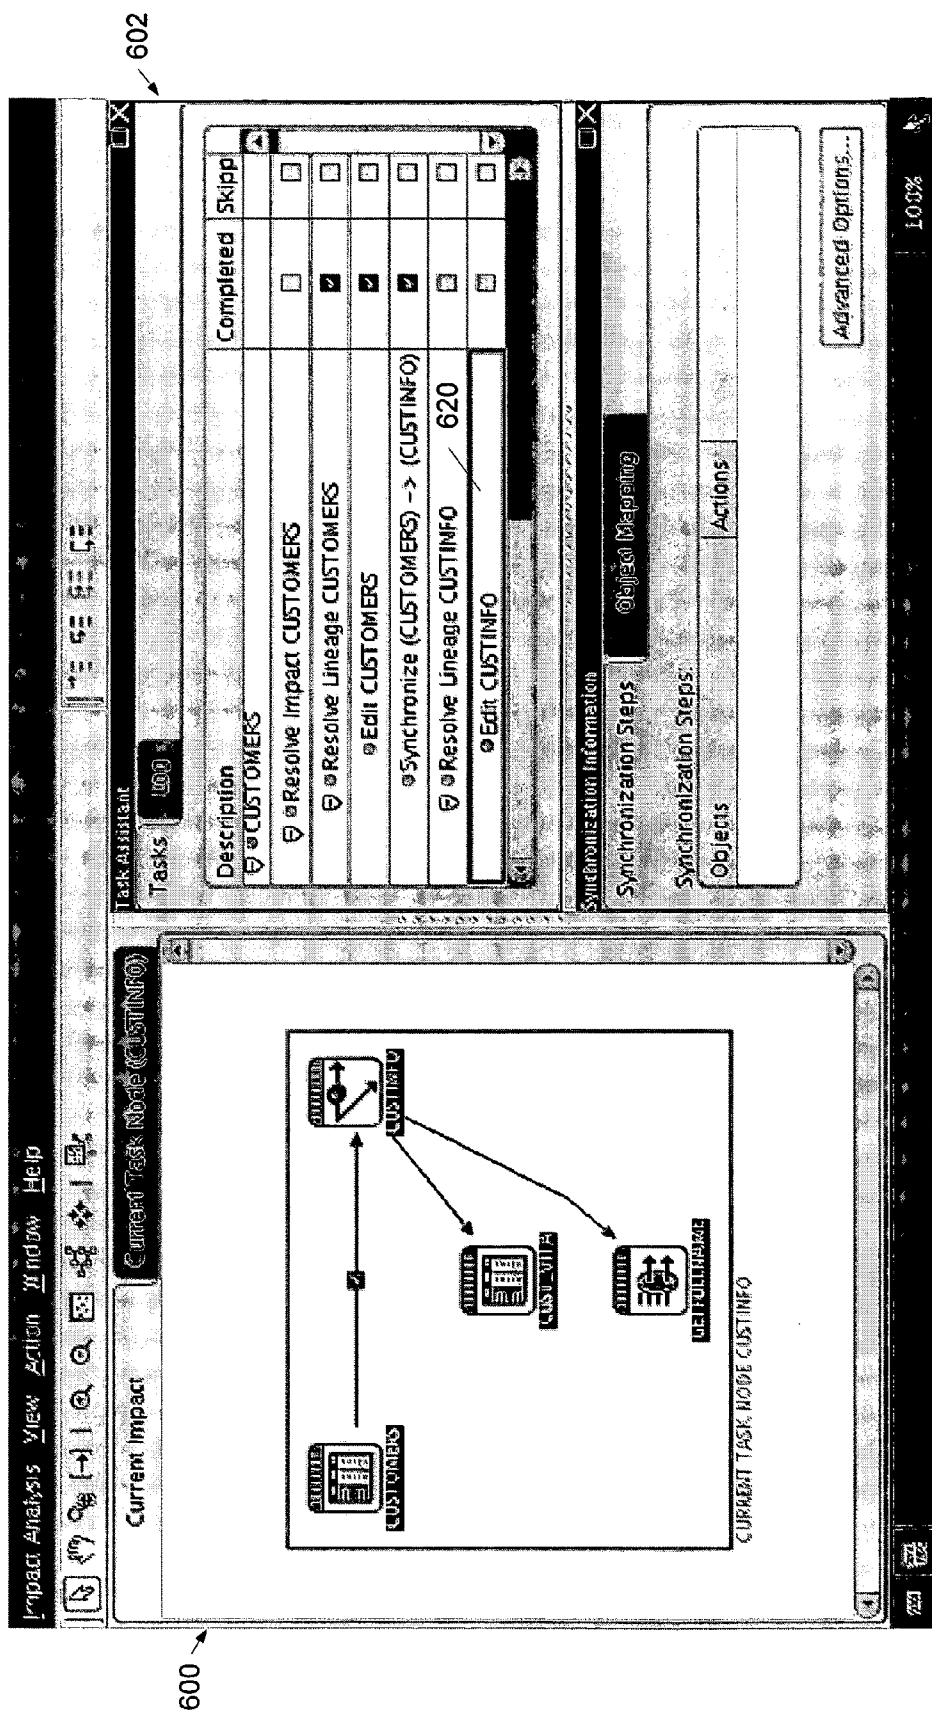 602
600
Impact Analysis View Action Window Help
Current Impact
Current Task Node (CUSTINFO)
CUSTOMERS
CUSTINFO
CURRENT TASK NODE CUSTINFO
Task Assistant
Tasks
Log
Description Completed Skipp
CUSTOMERS
Resolve Impact CUSTOMERS
Resolve Lineage CUSTOMERS
Edit CUSTOMERS
Synchronize (CUSTOMERS) -> (CUSTINFO)
Resolve Lineage CUSTINFO
620
Edit CUSTINFO
Synchronization Information
Synchronization Steps
Object Mapping
Synchronization Steps:
Objects Actions
Advanced Options...
100%